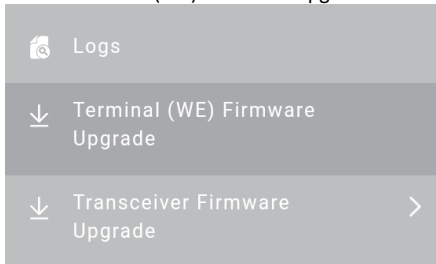 Logs
Terminal (WE) Firmware
Upgrade
Transceiver Firmware
Upgrade